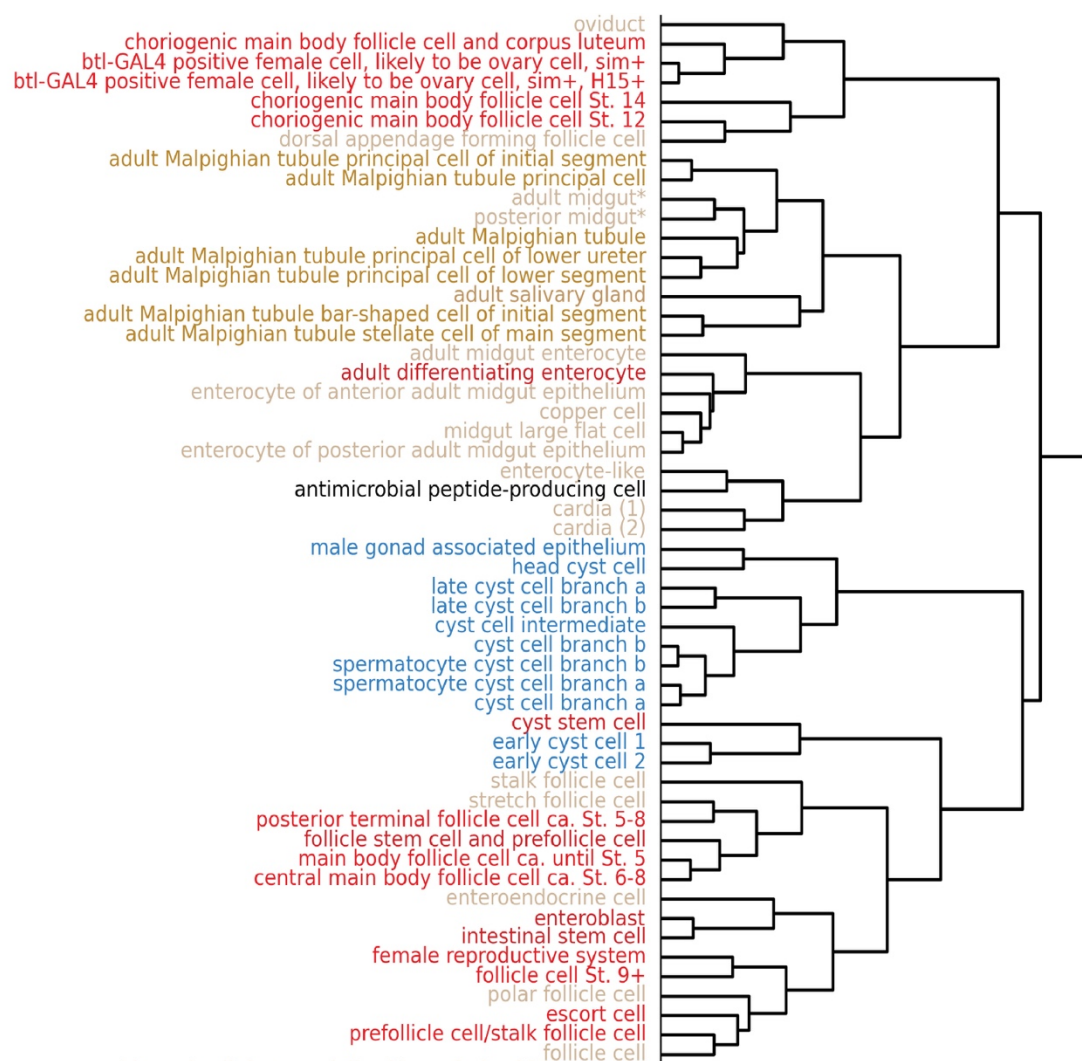 oviduct
choriogenic main body follicle cell and corpus luteum
btl-GAL4 positive female cell, likely to be ovary cell, sim+
btl-GAL4 positive female cell, likely to be ovary cell, sim+, H15+
choriogenic main body follicle cell St. 14
choriogenic main body follicle cell St. 12
dorsal appendage forming follicle cell
adult Malpighian tubule principal cell of initial segment
adult Malpighian tubule principal cell
adult midgut*
posterior midgut*
adult Malpighian tubule
adult Malpighian tubule principal cell of lower ureter
adult Malpighian tubule principal cell of lower segment
adult salivary gland
adult Malpighian tubule bar-shaped cell of initial segment
adult Malpighian tubule stellate cell of main segment
adult midgut enterocyte
adult differentiating enterocyte
enterocyte of anterior adult midgut epithelium
copper cell
midgut large flat cell
enterocyte of posterior adult midgut epithelium
enterocyte-like
antimicrobial peptide-producing cell
cardia (1)
cardia (2)
male gonad associated epithelium
head cyst cell
late cyst cell branch a
late cyst cell branch b
cyst cell intermediate
cyst cell branch b
spermatocyte cyst cell branch b
spermatocyte cyst cell branch a
cyst cell branch a
cyst stem cell
early cyst cell 1
early cyst cell 2
stalk follicle cell
stretch follicle cell
posterior terminal follicle cell ca. St. 5-8
follicle stem cell and prefollicle cell
main body follicle cell ca. until St. 5
central main body follicle cell ca. St. 6-8
enteroendocrine cell
enteroblast
intestinal stem cell
female reproductive system
follicle cell St. 9+
polar follicle cell
escort cell
prefollicle cell/stalk follicle cell
follicle cell